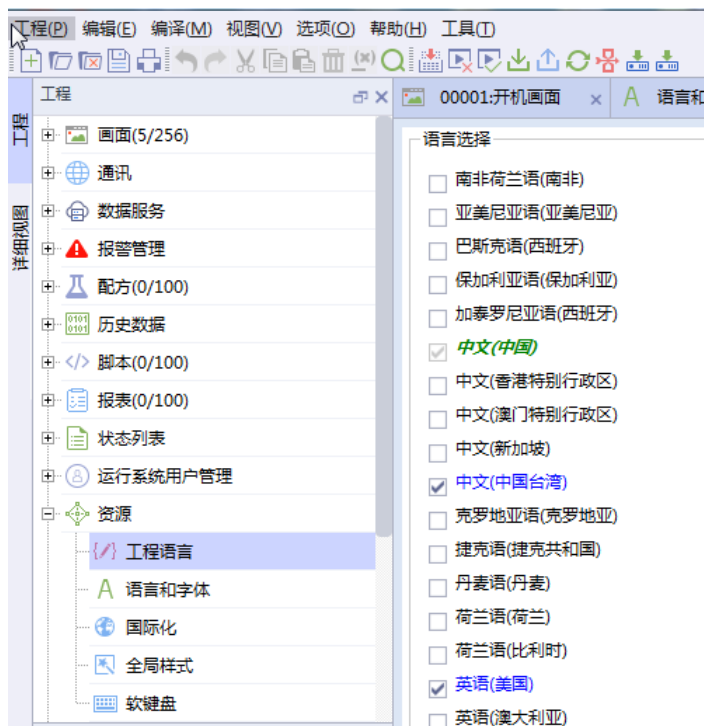 工程(P) 编辑(E) 编译(M) 视图(V) 选项(O) 帮助(H) 工具(T)
工程
00001:开机画面
语言和
工程
详细视图
画面(5/256)
通讯
数据服务
报警管理
配方(0/100)
历史数据
脚本(0/100)
报表(0/100)
状态列表
运行系统用户管理
资源
工程语言
语言和字体
国际化
全局样式
软键盘
语言选择
南非荷兰语(南非)
亚美尼亚语(亚美尼亚)
巴斯克语(西班牙)
保加利亚语(保加利亚)
加泰罗尼亚语(西班牙)
中文(中国)
中文(香港特别行政区)
中文(澳门特别行政区)
中文(新加坡)
中文(中国台湾)
克罗地亚语(克罗地亚)
捷克语(捷克共和国)
丹麦语(丹麦)
荷兰语(荷兰)
荷兰语(比利时)
英语(美国)
英语(澳大利亚)